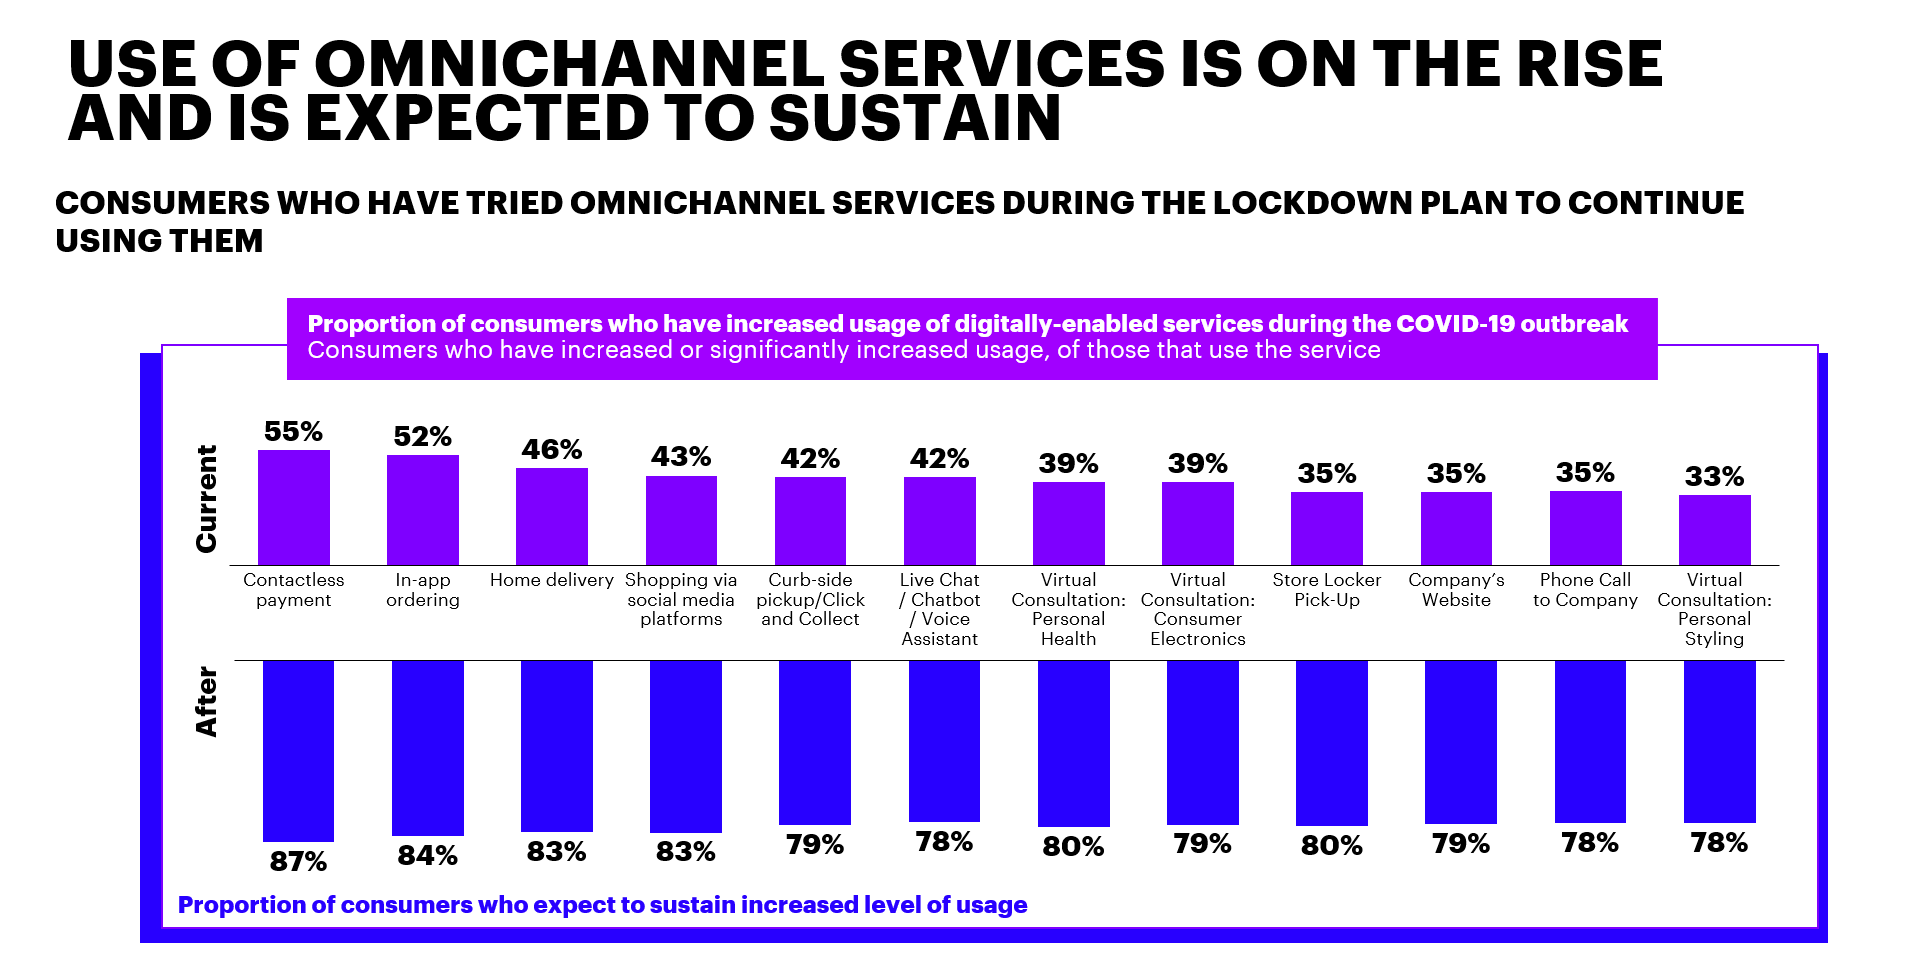 USE OF OMNICHANNEL SERVICES IS ON THE RISE
AND IS EXPECTED TO SUSTAIN
CONSUMERS WHO HAVE TRIED OMNICHANNEL SERVICES DURING THE LOCKDOWN PLAN TO CONTINUE
USING THEM
Proportion of consumers who have increased usage of digitally-enabled services during the COVID-19 outbreak
Consumers who have increased or significantly increased usage, of those that use the service
Current
55% 52% 46% 43% 42% 42% 39% 39% 35% 35% 35% 33%
Contactless
payment
In-app
ordering
Home delivery
Shopping via
social media
platforms
Curb-side
pickup/Click
and Collect
Live Chat
/ Chatbot
/ Voice
Assistant
Virtual
Consultation:
Personal
Health
Virtual
Consultation:
Consumer
Electronics
Store Locker
Pick-Up
Company's
Website
Phone Call
to Company
Virtual
Consultation:
Personal
Styling
After
87% 84% 83% 83% 79% 78% 80% 79% 80% 79% 78% 78%
Proportion of consumers who expect to sustain increased level of usage